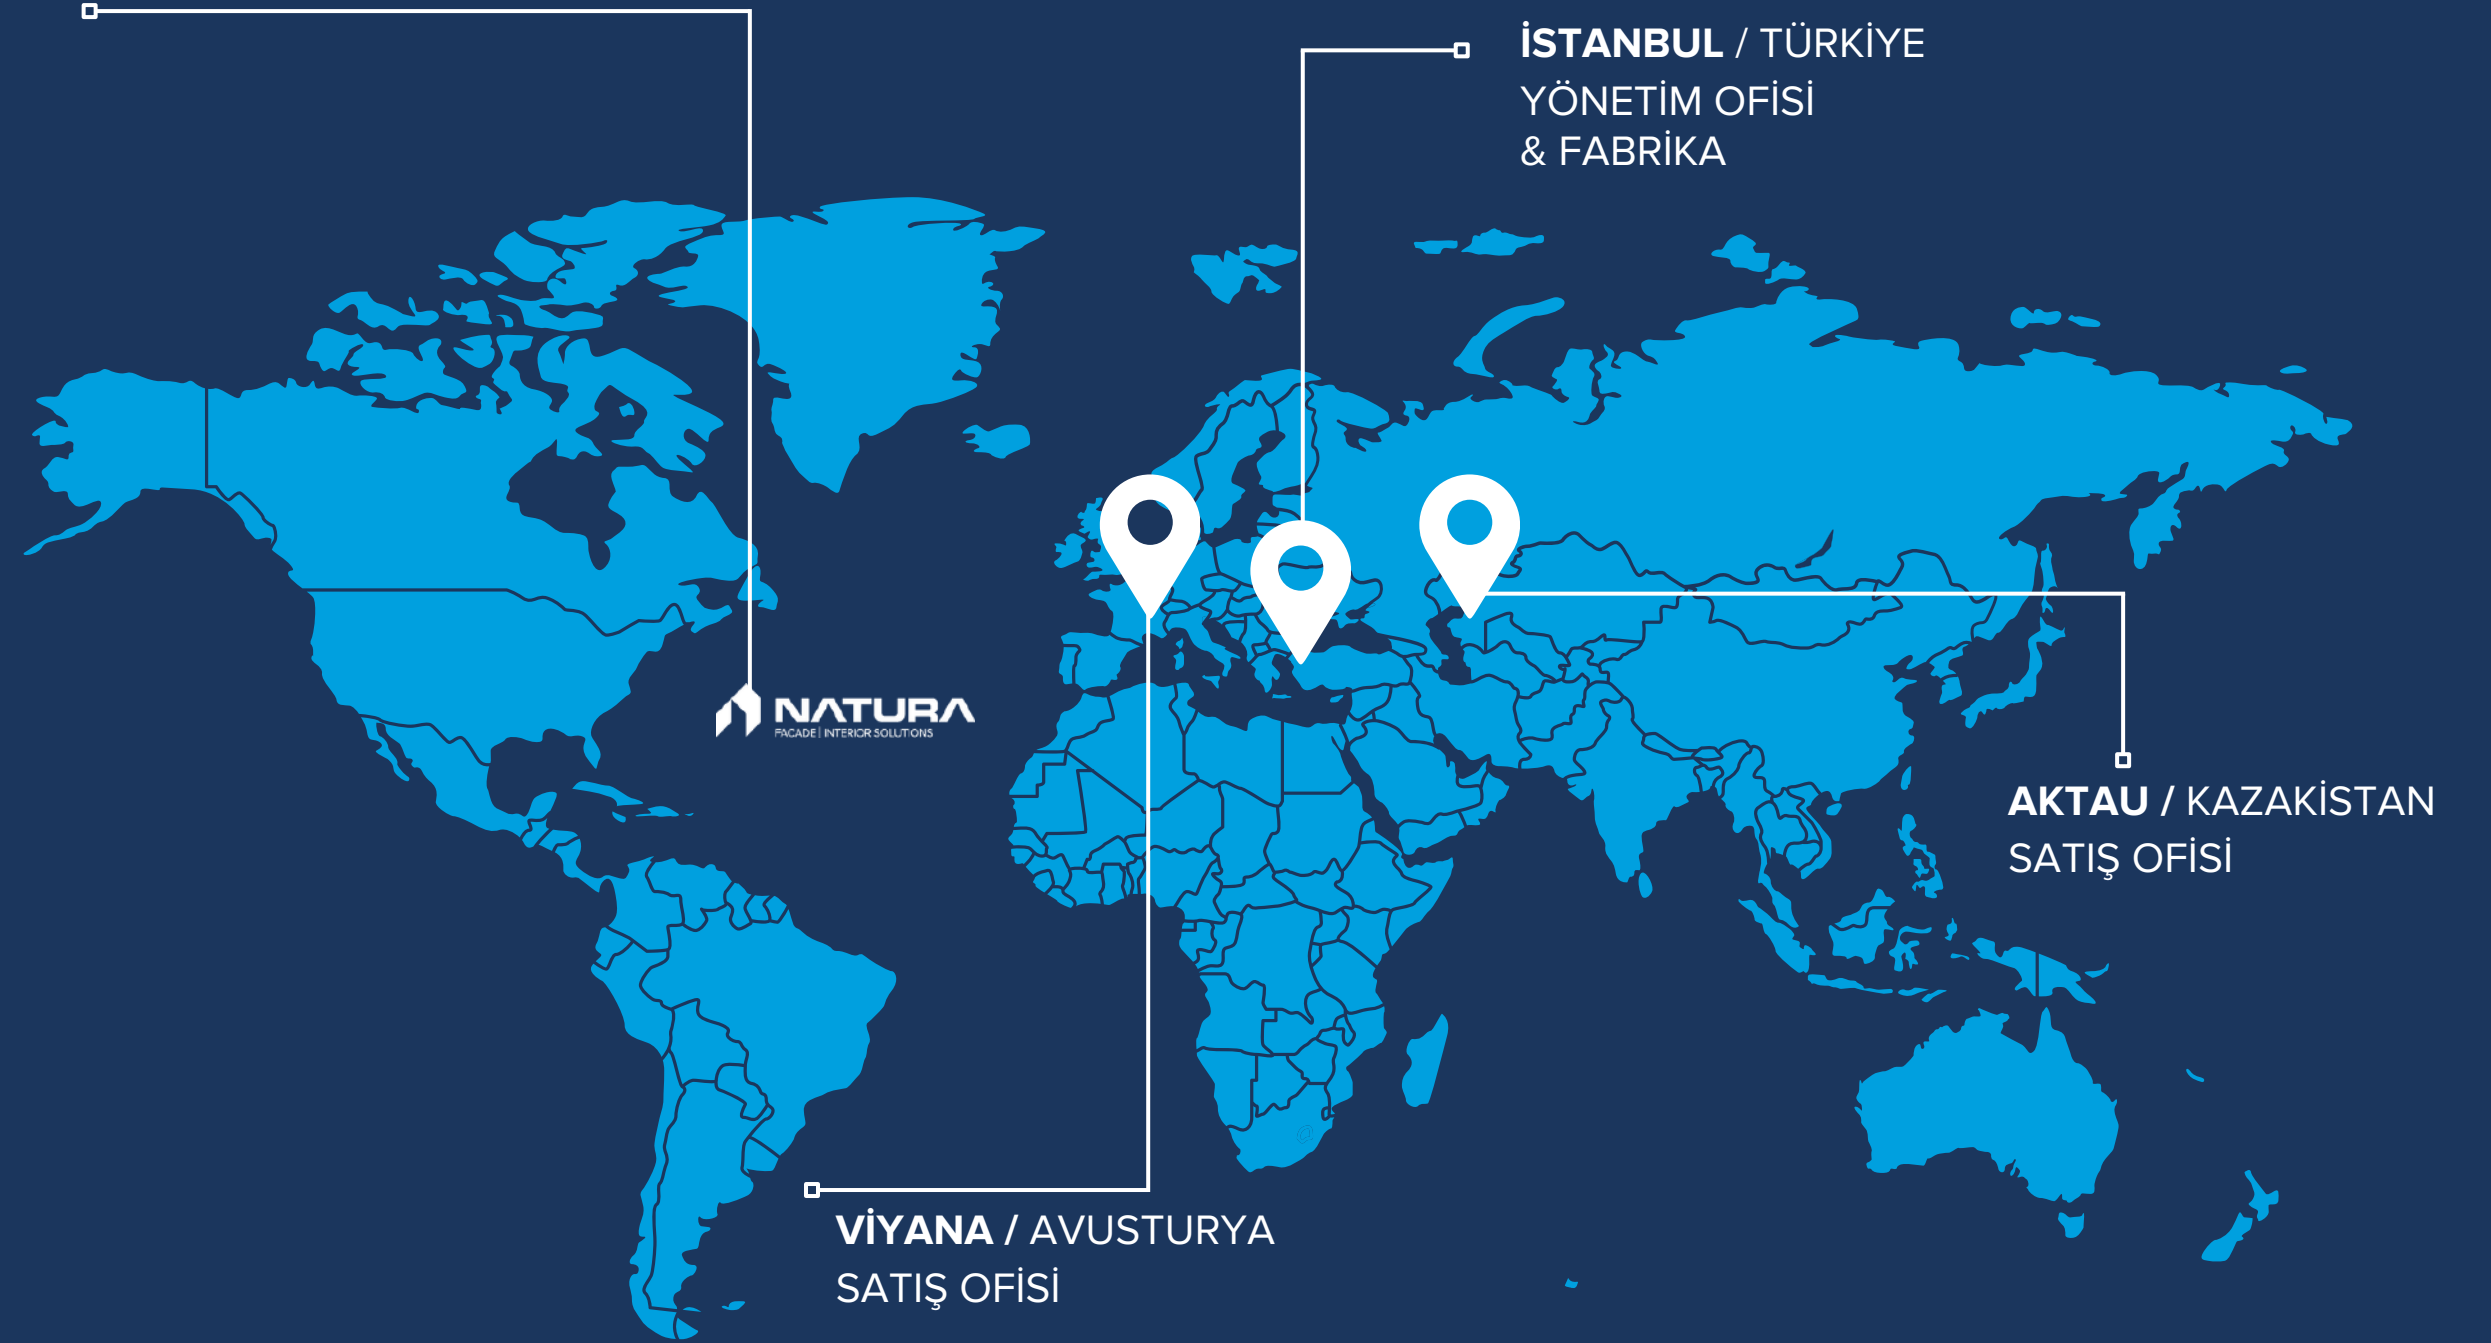 İSTANBUL / TÜRKİYE
YÖNETİM OFİSİ
& FABRİKA
NATURA
FACADE | INTERIOR SOLUTIONS
AKTAU / KAZAKİSTAN
SATIŞ OFİSİ
VİYANA / AVUSTURYA
SATIŞ OFİSİ